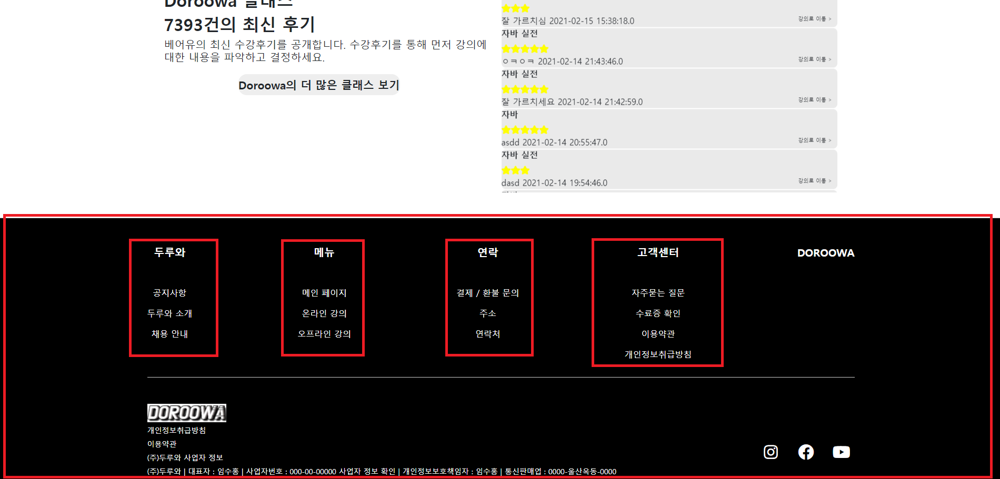 Doroowa 클래스
7393건의 최신 후기
베어유의 최신 수강후기를 공개합니다. 수강후기를 통해 먼저 강의에
대한 내용을 파악하고 결정하세요.
Doroowa의 더 많은 클래스 보기
잘 가르치심 2021-02-15 15:38:18.0
강의로 이동 >
자바 실전
ㅇㅋㅇㅋ 2021-02-14 21:43:46.0
강의로 이동 >
자바 실전
잘 가르치세요 2021-02-14 21:42:59.0
강의로 이동 >
자바
asdd 2021-02-14 20:55:47.0
강의로 이동 >
자바 실전
dasd 2021-02-14 19:54:46.0
강의로 이동 >
두루와
공지사항
두루와 소개
채용 안내
메뉴
메인 페이지
온라인 강의
오프라인 강의
연락
결제 / 환불 문의
주소
연락처
고객센터
자주묻는 질문
수료증 확인
이용약관
개인정보취급방침
DOROOWA
DOROOWA
개인정보취급방침
이용약관
(주)두루와 사업자 정보
(주)두루와 | 대표자 : 임수홍 | 사업자번호 : 000-00-00000 사업자 정보 확인 | 개인정보보호책임자 : 임수홍 | 통신판매업 : 0000-울산옥동-0000